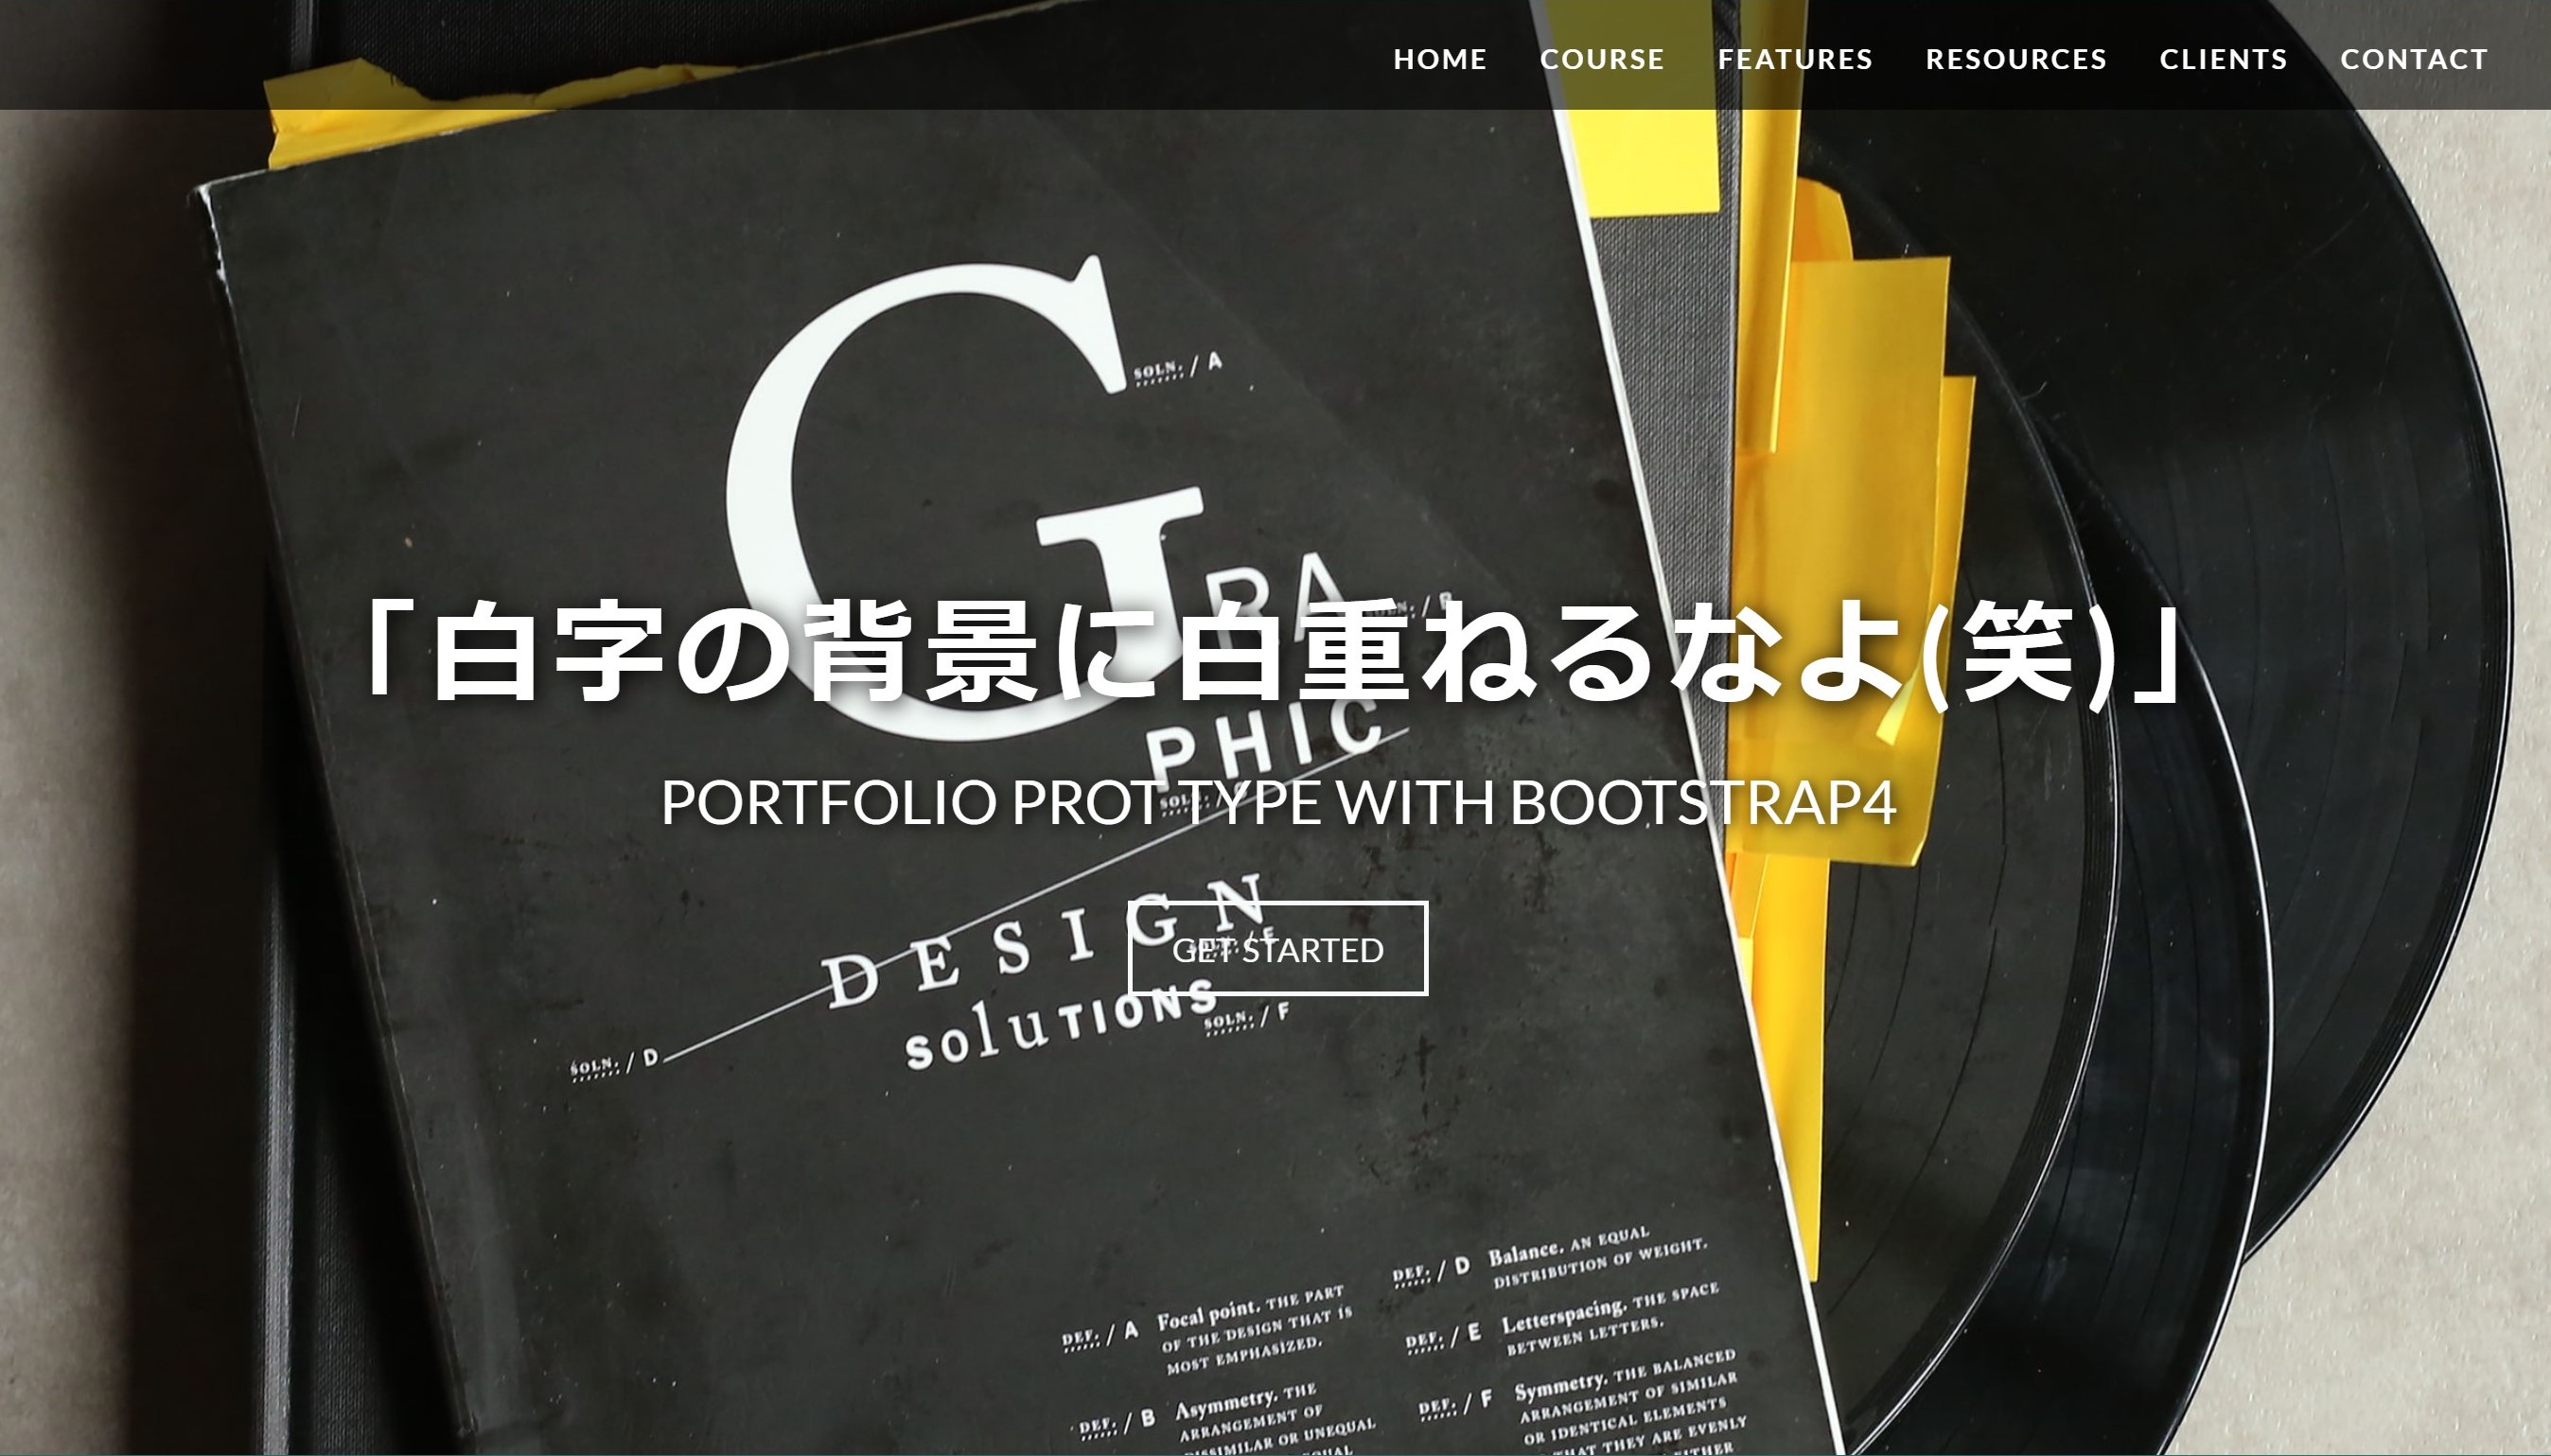 HOME COURSE FEATURES RESOURCES CLIENTS CONTACT
G
SOLN. / A
RA
SOLN. / B
「白字の背景に白重ねるなよ(笑)」
PHIC
PORTFOLIO PROT TYPE WITH BOOTSTRAP4
DESIGN
GET STARTED
soluTIONS
SOLN. / F
SOLN. / D
DEF. / D Balance. AN EQUAL
DISTRIBUTION OF WEIGHT.
DEF. / A Focal point. THE PART
OF THE DESIGN THAT IS
MOST EMPHASIZED.
DEF. / E Letterspacing. THE SPACE
BETWEEN LETTERS.
DEF. / B Asymmetry. THE
ARRANGEMENT OF
DISSIMILAR OR UNEQUAL
DEF. / F Symmetry. THE BALANCED
ARRANGEMENT OF SIMILAR
OR IDENTICAL ELEMENTS
THAT THEY ARE EVENLY